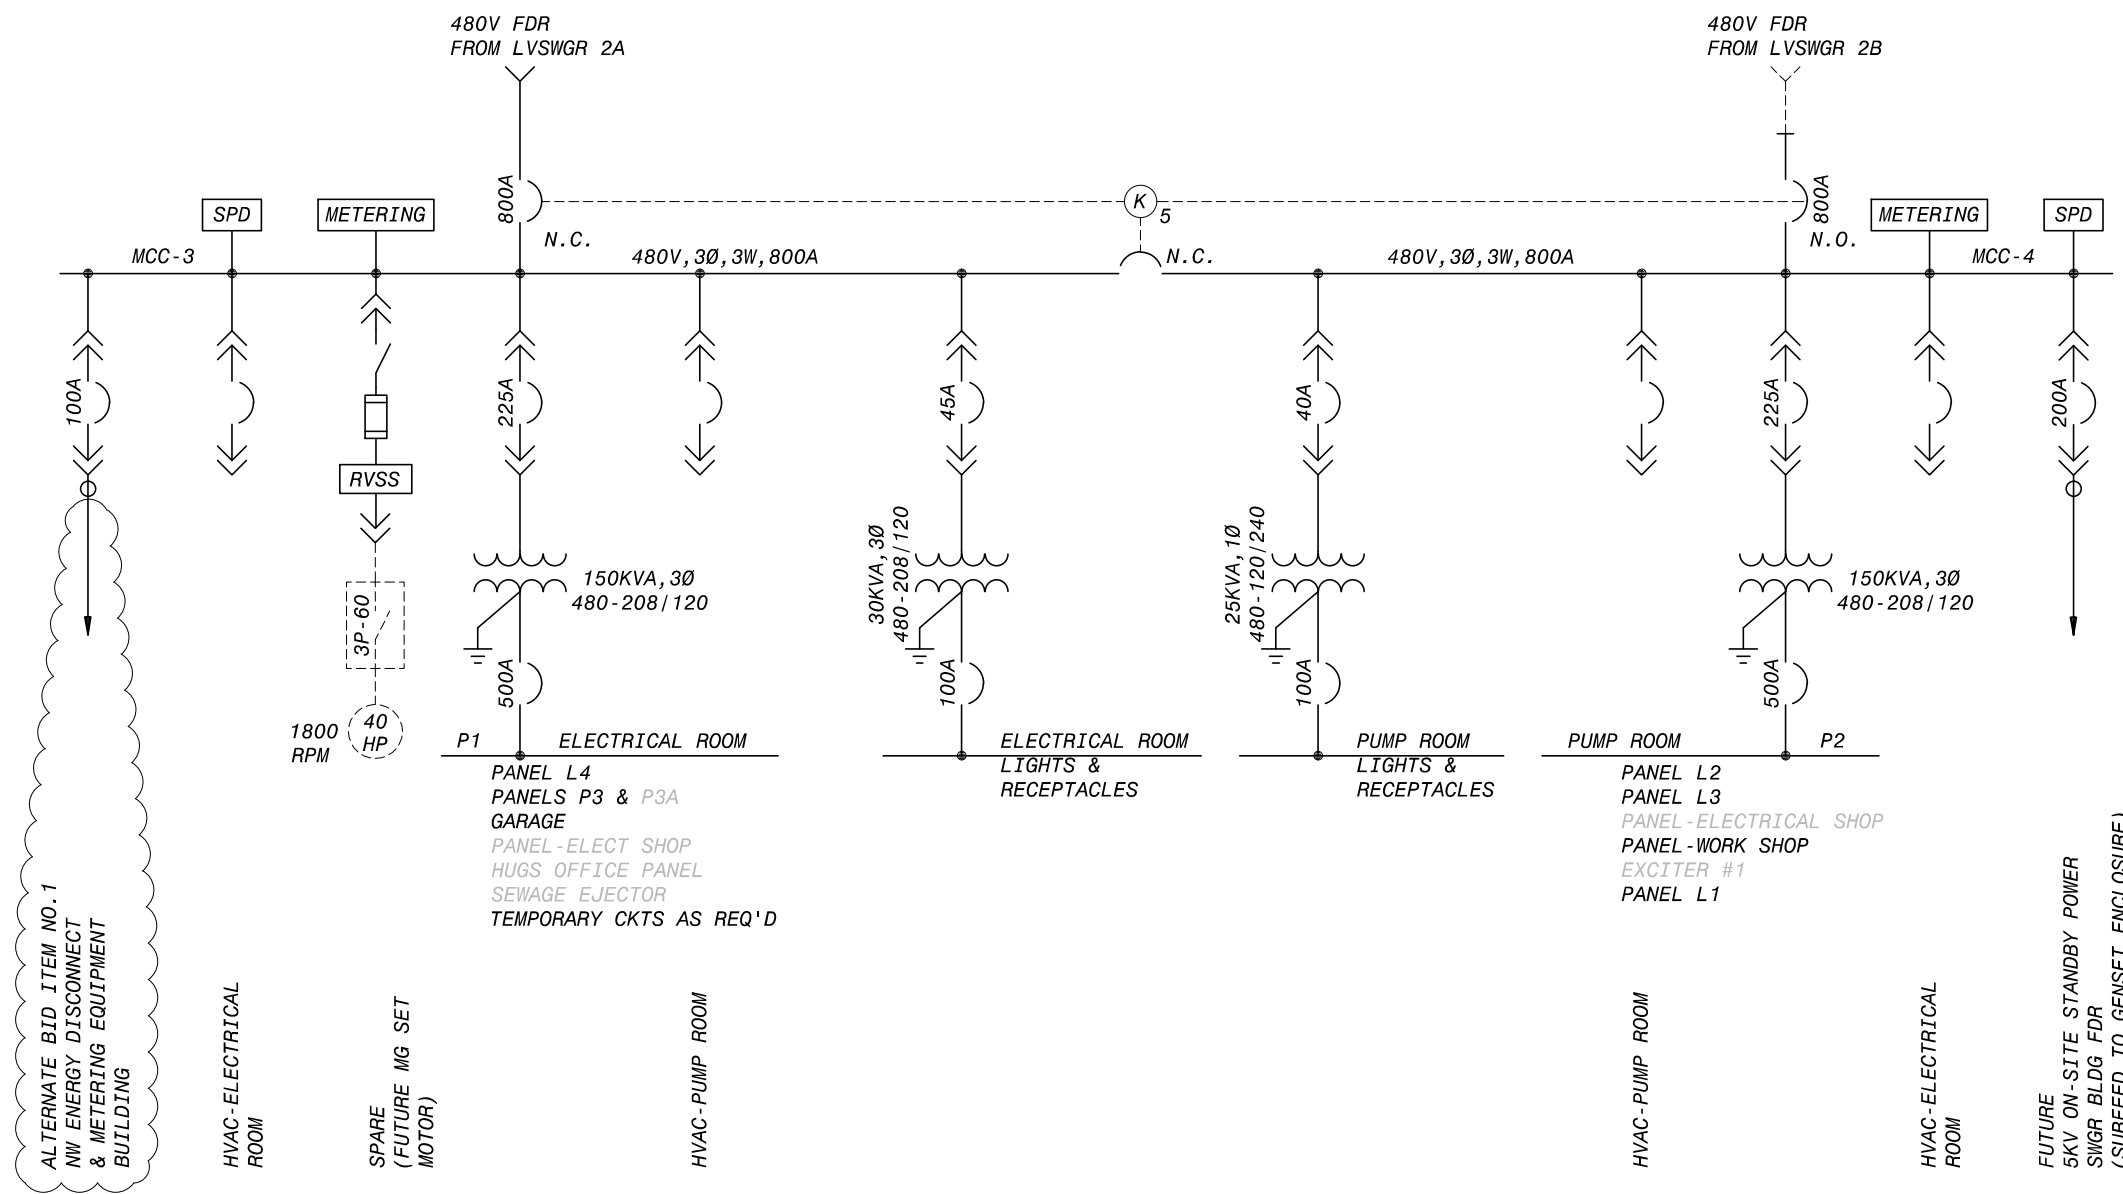 480V FDR
FROM LVSWGR 2A
480V FDR
FROM LVSWGR 2B
800A
N.C.
K
5
N.C.
800A
N.O.
SPD
METERING
METERING
SPD
MCC-3
480V,3Ø,3W,800A
480V,3Ø,3W,800A
MCC-4
100A
225A
45A
40A
225A
200A
RVSS
3P-60
40
HP
1800
RPM
150KVA,3Ø
480-208/120
30KVA,3Ø
480-208/120
25KVA,1Ø
480-120/240
150KVA,3Ø
480-208/120
500A
100A
100A
500A
P1
ELECTRICAL ROOM
PANEL L4
PANELS P3 & P3A
GARAGE
PANEL-ELECT SHOP
HUGS OFFICE PANEL
SEWAGE EJECTOR
TEMPORARY CKTS AS REQ'D
ELECTRICAL ROOM
LIGHTS &
RECEPTACLES
PUMP ROOM
LIGHTS &
RECEPTACLES
PUMP ROOM
P2
PANEL L2
PANEL L3
PANEL-ELECTRICAL SHOP
PANEL-WORK SHOP
EXCITER #1
PANEL L1
ALTERNATE BID ITEM NO.1
NW ENERGY DISCONNECT
& METERING EQUIPMENT
BUILDING
HVAC-ELECTRICAL
ROOM
SPARE
(FUTURE MG SET
MOTOR)
HVAC-PUMP ROOM
HVAC-PUMP ROOM
HVAC-ELECTRICAL
ROOM
FUTURE
5KV ON-SITE STANDBY POWER
SWGR BLDG FDR
TO GENSET ENCLOSURE)